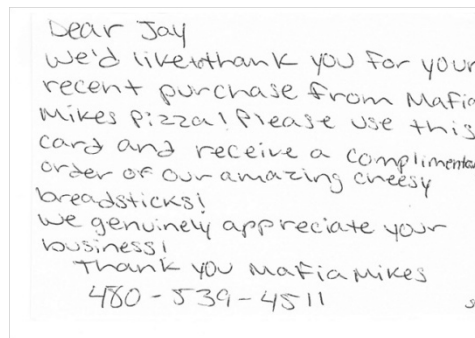 Dear Jay
we'd like to thank you for your
recent purchase from Mafia
Mikes Pizza! Please use this
card and receive a complimenta
order of our amazing cheesy
breadsticks!
we genuinely appreciate your
business!
Thank you Mafia Mikes
480-539-4511